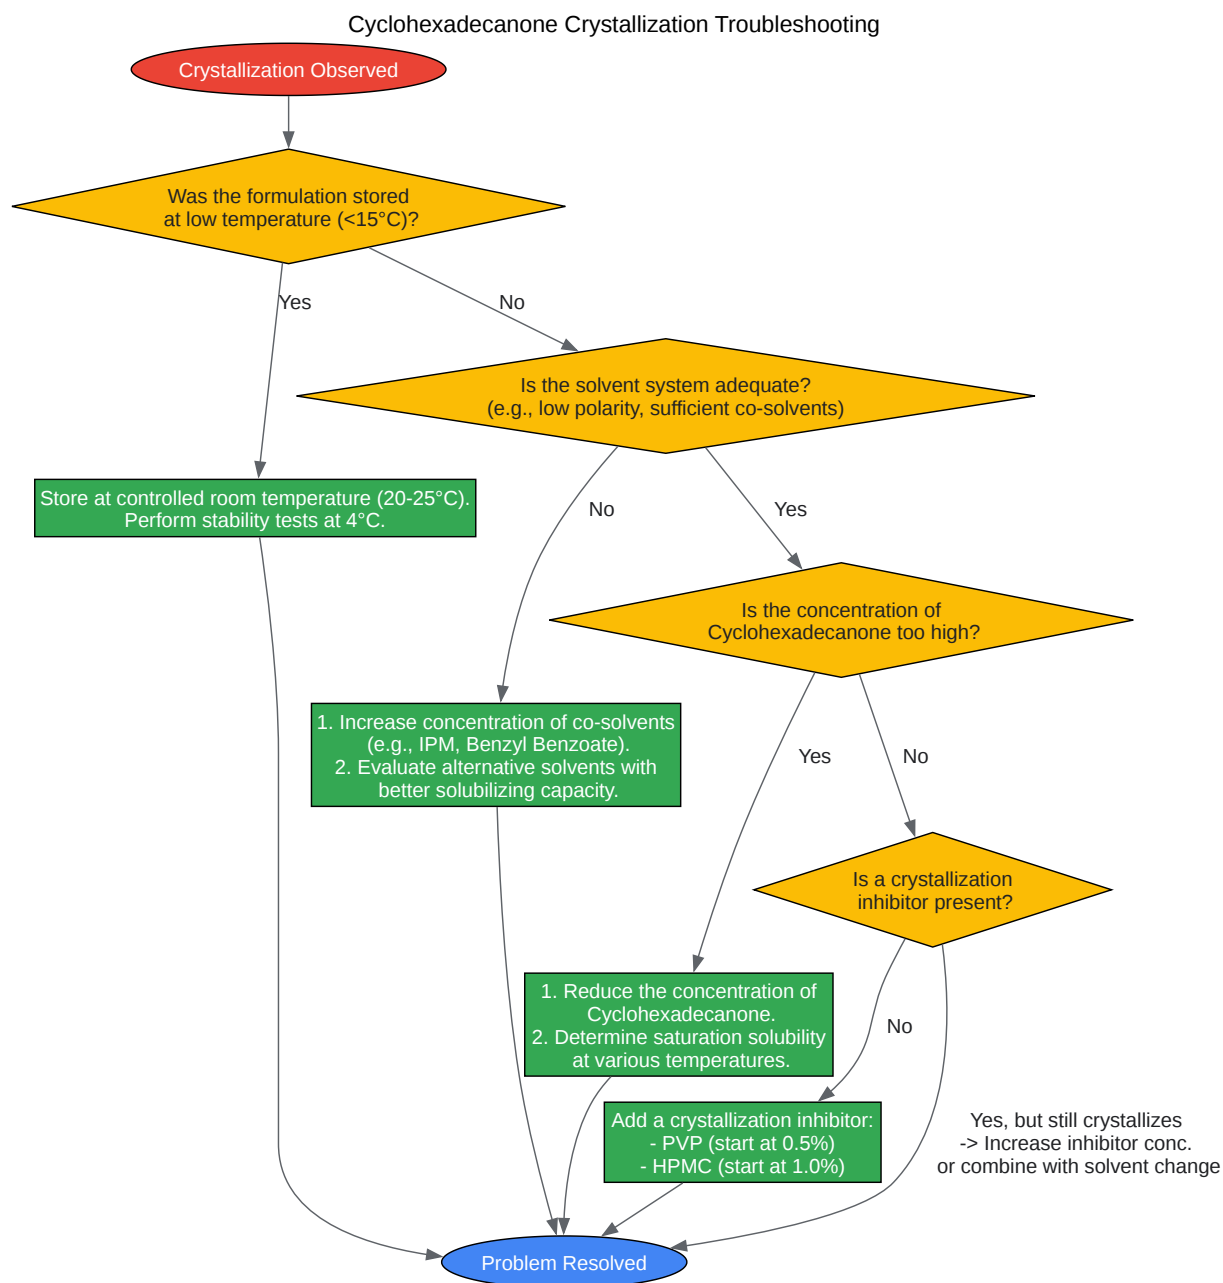 Cyclohexadecanone Crystallization Troubleshooting
Crystallization Observed
Was the formulation stored
at low temperature (<15°C)?
Yes
No
Is the solvent system adequate?
(e.g., low polarity, sufficient co-solvents)
Store at controlled room temperature (20-25°C).
Perform stability tests at 4°C.
No
Yes
Is the concentration of
Cyclohexadecanone too high?
1. Increase concentration of co-solvents
(e.g., IPM, Benzyl Benzoate).
2. Evaluate alternative solvents with
better solubilizing capacity.
Yes
No
Is a crystallization
inhibitor present?
1. Reduce the concentration of
Cyclohexadecanone.
2. Determine saturation solubility
at various temperatures.
No
Add a crystallization inhibitor:
- PVP (start at 0.5%)
- HPMC (start at 1.0%)
Yes, but still crystallizes
-> Increase inhibitor conc.
or combine with solvent change
Problem Resolved